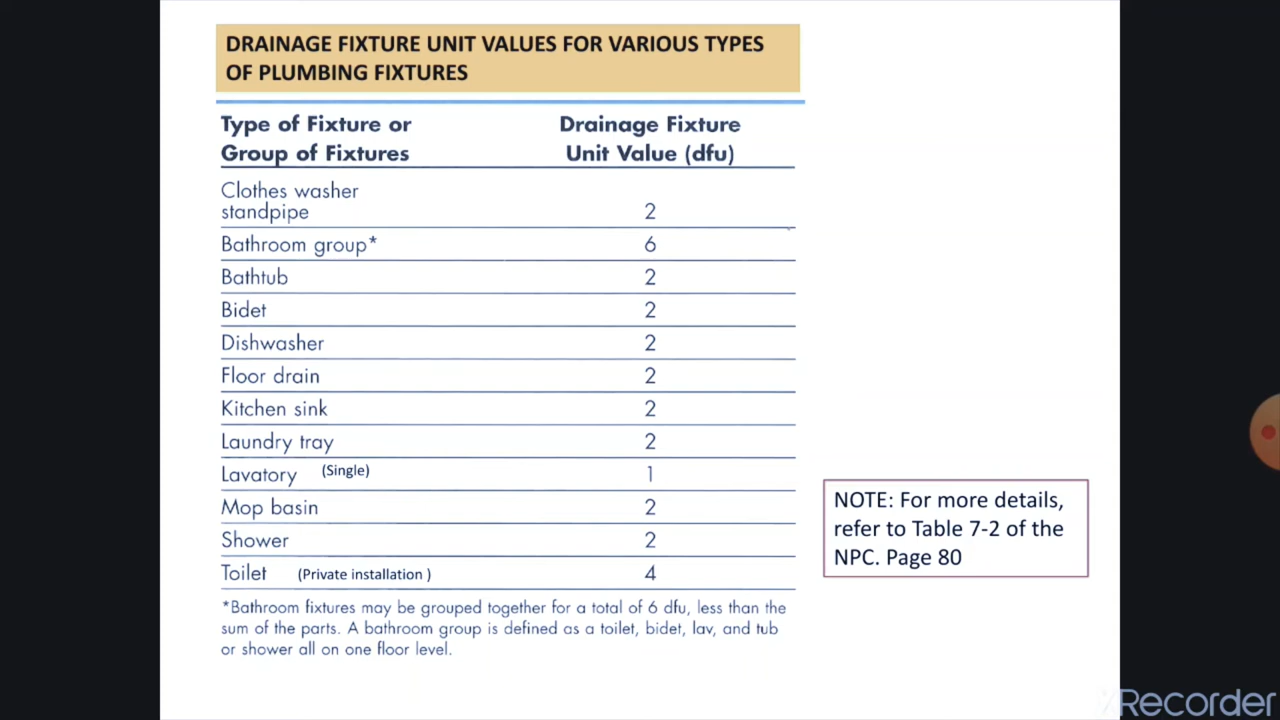 DRAINAGE FIXTURE UNIT VALUES FOR VARIOUS TYPES
OF PLUMBING FIXTURES
Type of Fixture or
Group of Fixtures
Drainage Fixture
Unit Value (dfu)
Clothes washer
standpipe 2
Bathroom group* 6
Bathtub 2
Bidet 2
Dishwasher 2
Floor drain 2
Kitchen sink 2
Laundry tray 2
Lavatory (Single) 1
Mop basin 2
Shower 2
Toilet (Private installation ) 4
*Bathroom fixtures may be grouped together for a total of 6 dfu, less than the
sum of the parts. A bathroom group is defined as a toilet, bidet, lav, and tub
or shower all on one floor level.
NOTE: For more details,
refer to Table 7-2 of the
NPC. Page 80
XRecorder